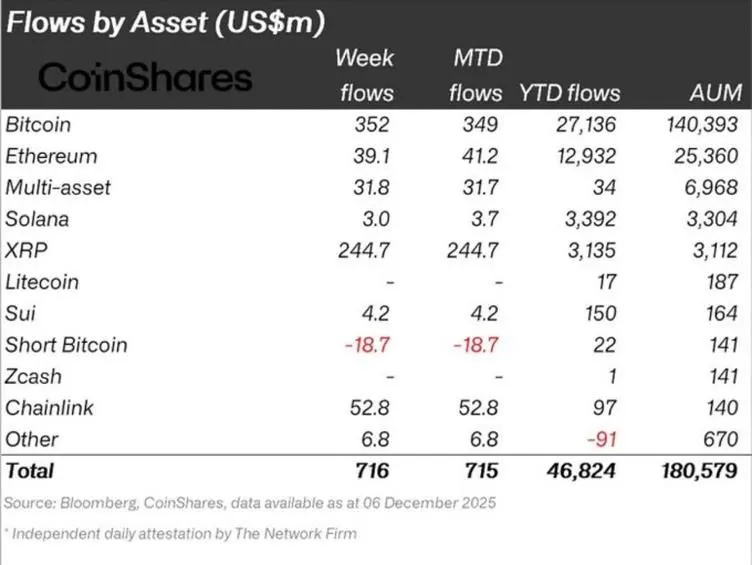 Flows by Asset (US$m)
CoinShares
Week flows MTD flows YTD flows AUM
Bitcoin 352 349 27,136 140,393
Ethereum 39.1 41.2 12,932 25,360
Multi-asset 31.8 31.7 34 6,968
Solana 3.0 3.7 3,392 3,304
XRP 244.7 244.7 3,135 3,112
Litecoin - - 17 187
Sui 4.2 4.2 150 164
Short Bitcoin -18.7 -18.7 22 141
Zcash - - 1 141
Chainlink 52.8 52.8 97 140
Other 6.8 6.8 -91 670
Total 716 715 46,824 180,579
Source: Bloomberg, CoinShares, data available as at 06 December 2025
* Independent daily attestation by The Network Firm